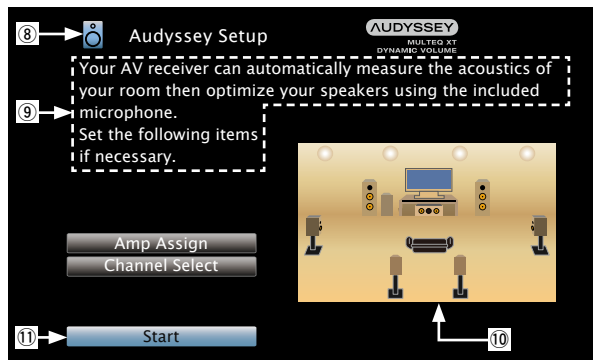 ⑧
Audyssey Setup
AUDYSSEY
MULTEQ XT
DYNAMIC VOLUME
Your AV receiver can automatically measure the acoustics of
your room then optimize your speakers using the included
⑨
microphone.
Set the following items
if necessary.
Amp Assign
Channel Select
⑪
Start
⑩